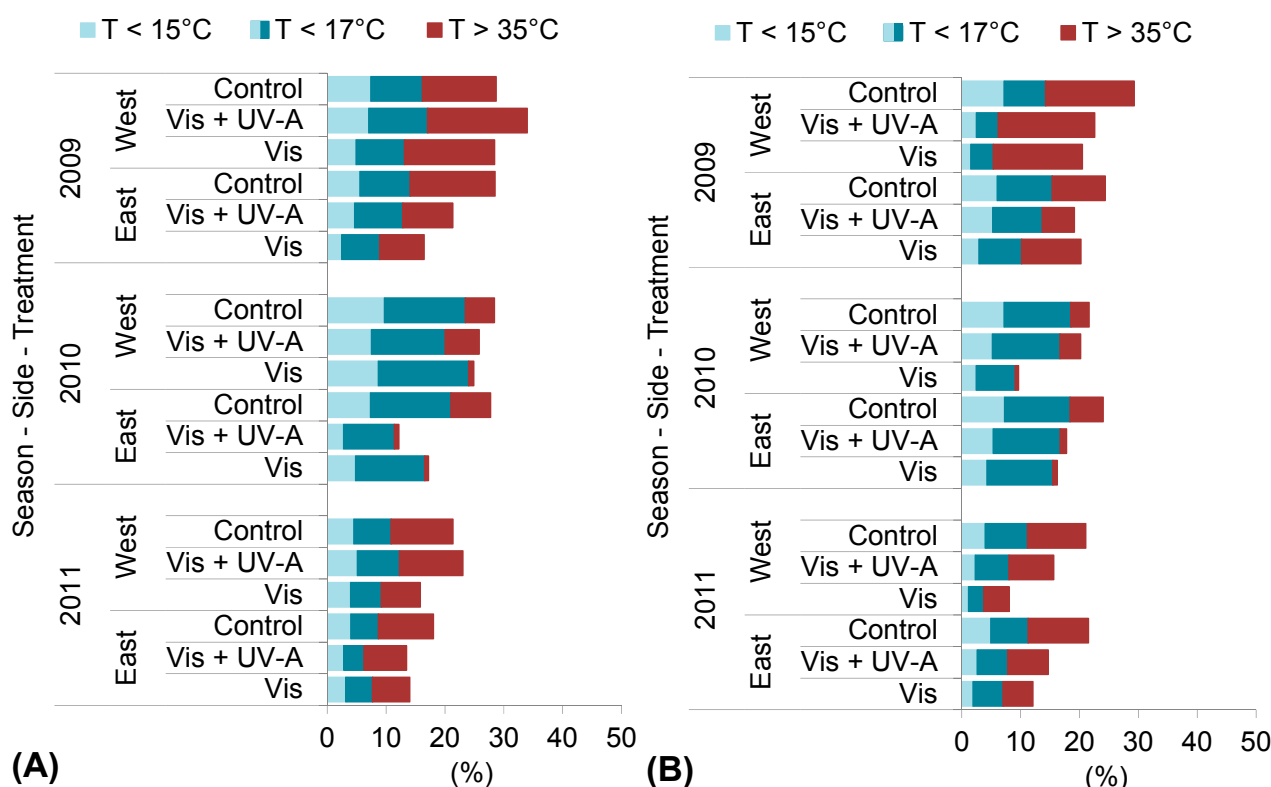 T < 15°C T < 17°C T > 35°C
Season - Side - Treatment
2009
West
Control
Vis + UV-A
Vis
East
Control
Vis + UV-A
Vis
2010
West
Control
Vis + UV-A
Vis
East
Control
Vis + UV-A
Vis
2011
West
Control
Vis + UV-A
Vis
East
Control
Vis + UV-A
Vis
0 10 20 30 40 50
(%)
(A)
T < 15°C T < 17°C T > 35°C
Season - Side - Treatment
2009
West
Control
Vis + UV-A
Vis
East
Control
Vis + UV-A
Vis
2010
West
Control
Vis + UV-A
Vis
East
Control
Vis + UV-A
Vis
2011
West
Control
Vis + UV-A
Vis
East
Control
Vis + UV-A
Vis
0 10 20 30 40 50
(%)
(B)